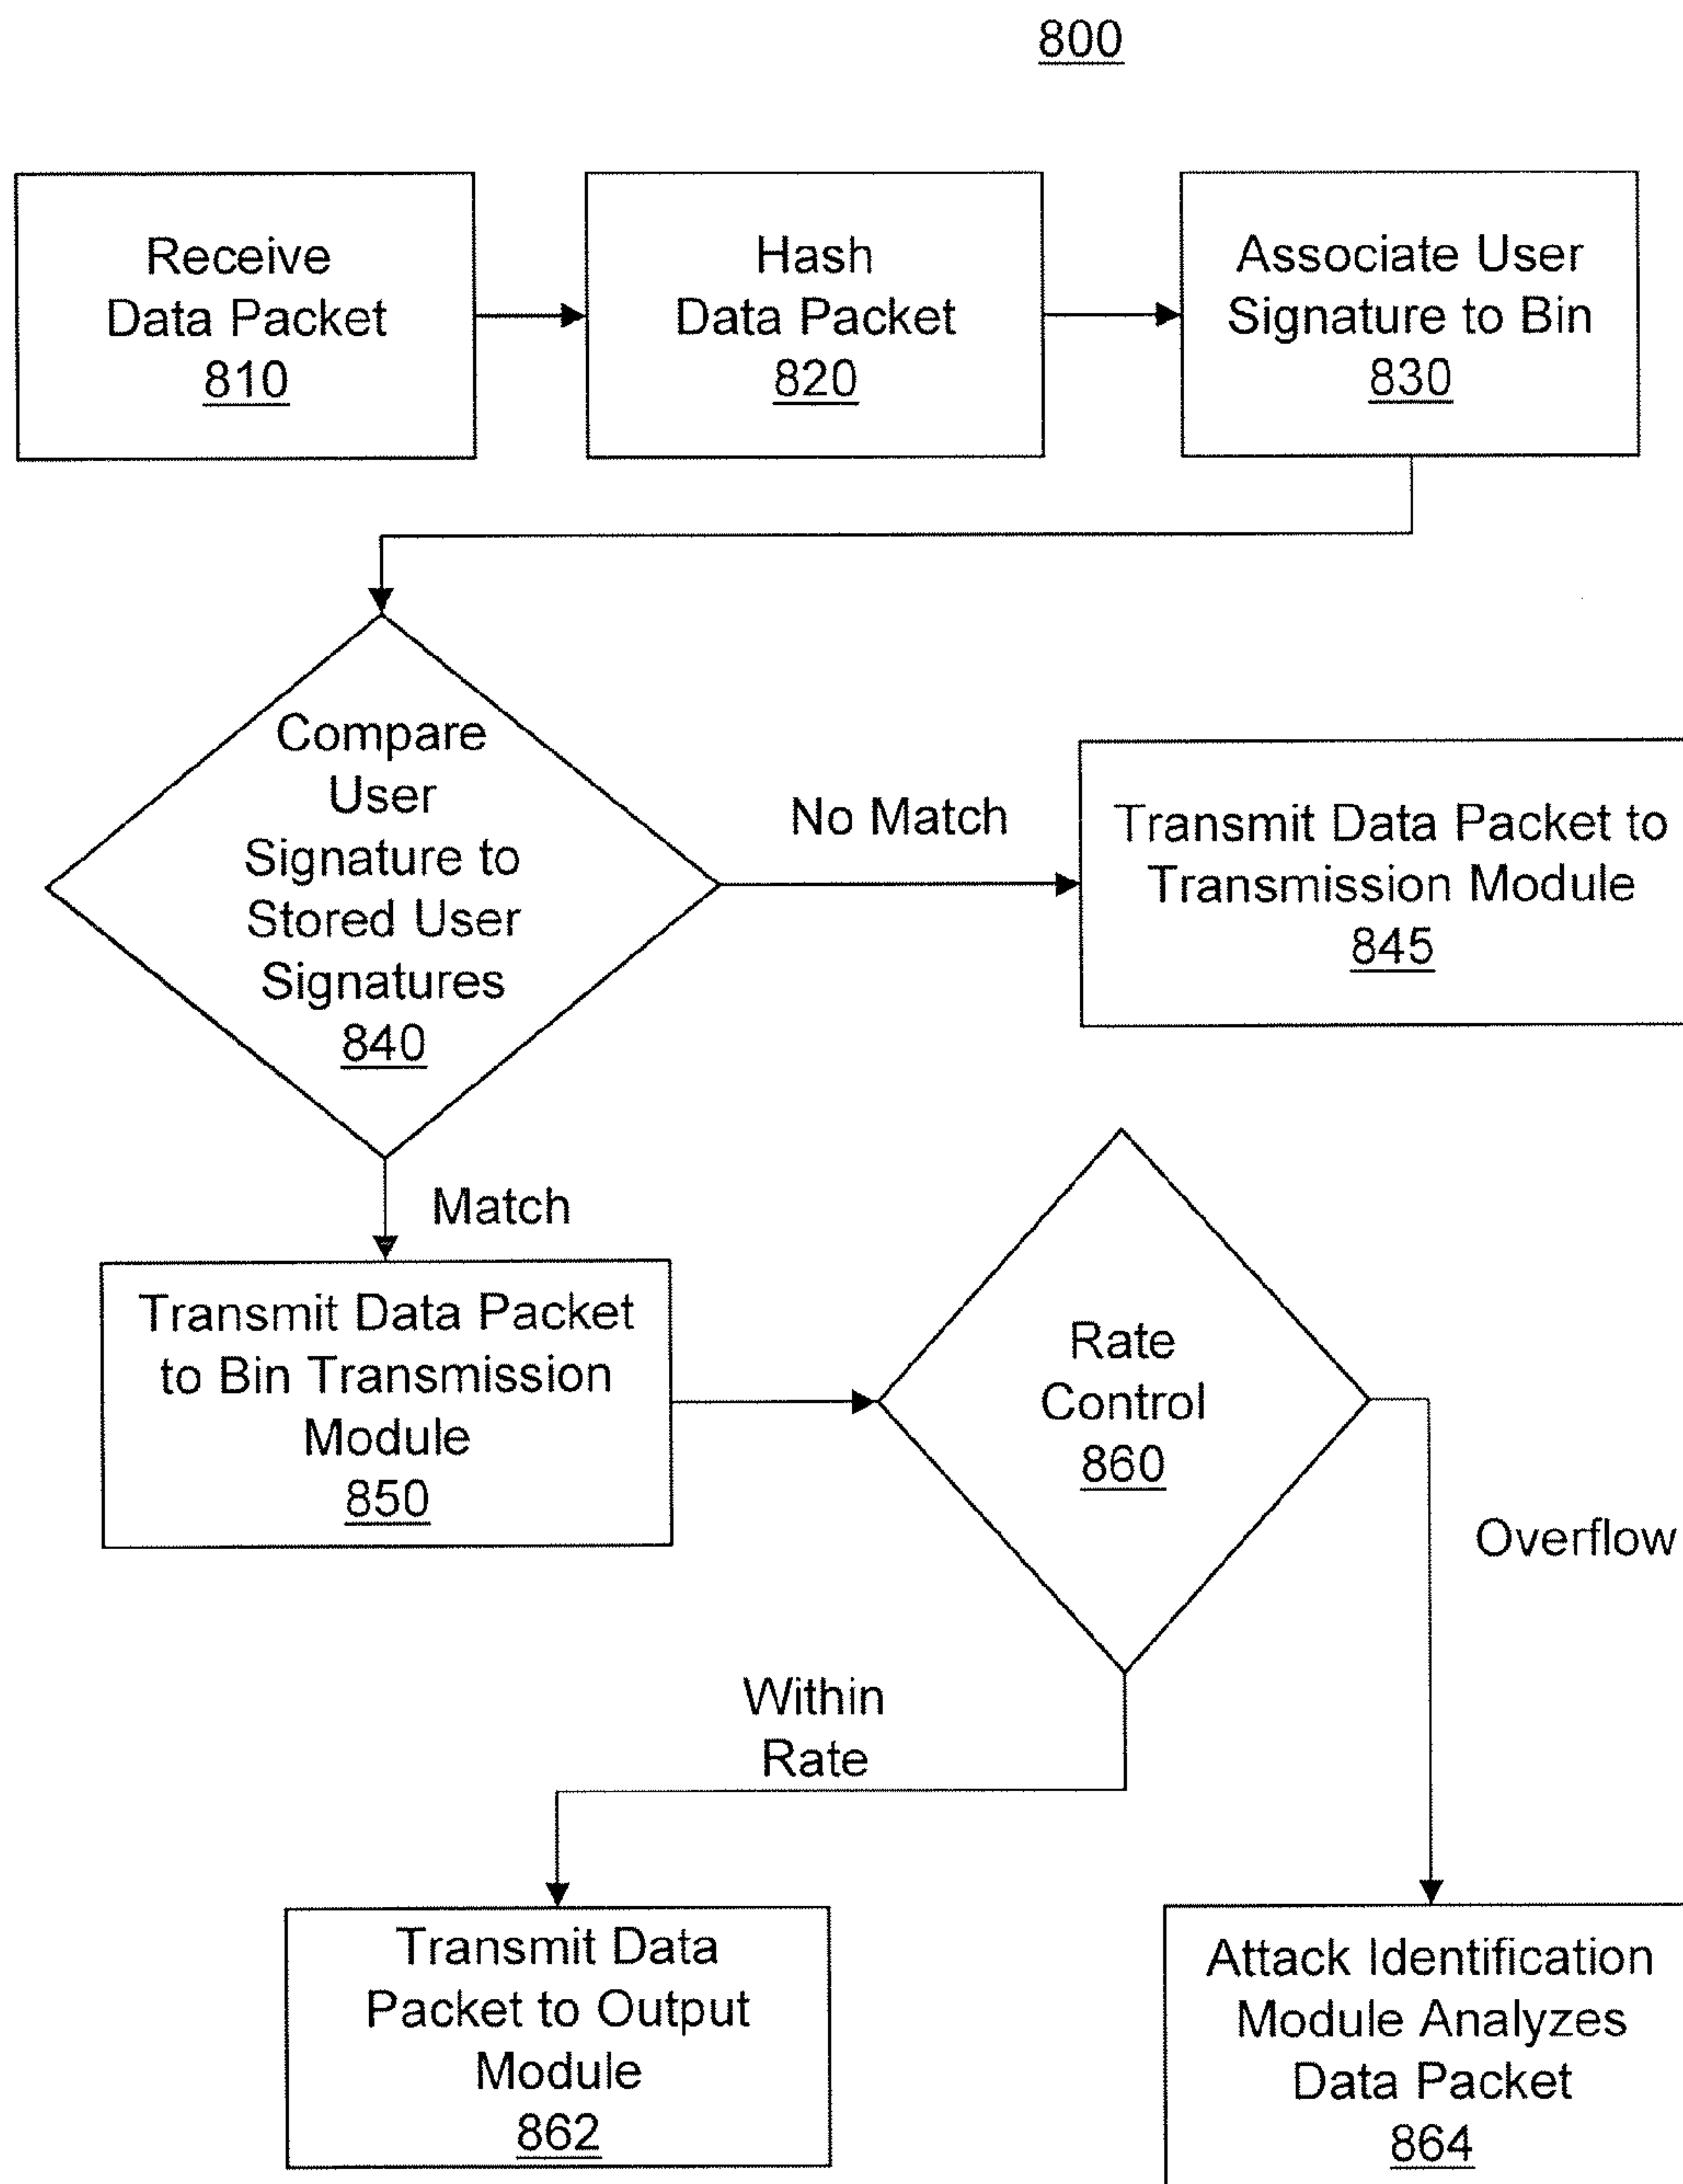 800
Receive
Data Packet
810
Hash
Data Packet
820
Associate User
Signature to Bin
830
Compare
User
Signature to
Stored User
Signatures
840
No Match
Transmit Data Packet to
Transmission Module
845
Match
Transmit Data Packet
to Bin Transmission
Module
850
Rate
Control
860
Overflow
Within
Rate
Transmit Data
Packet to Output
Module
862
Attack Identification
Module Analyzes
Data Packet
864